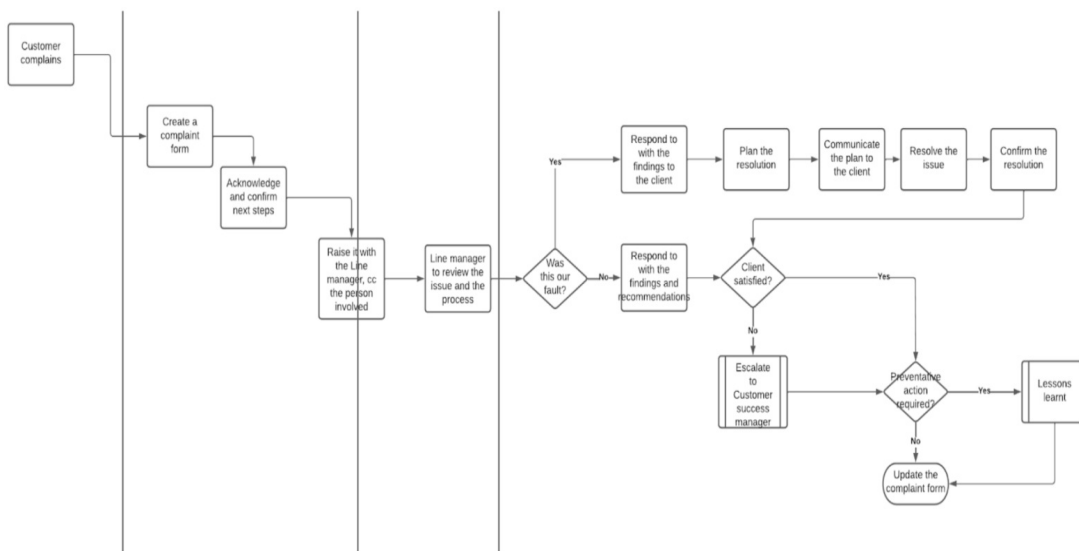 Customer
complains
Create a
complaint
form
Acknowledge
and confirm
next steps
Raise it with
the Line
manager, cc
the person
involved
Line manager
to review the
issue and the
process
Was
this our
fault?
Yes
Respond to
with the
findings to
the client
Plan the
resolution
Communicate
the plan to
the client
Resolve the
issue
Confirm the
resolution
No
Respond to
with the
findings and
recommendations
Client
satisfied?
Yes
No
Escalate
to
Customer
success
manager
Preventative
action
required?
Yes
Lessons
learnt
No
Update the
complaint form